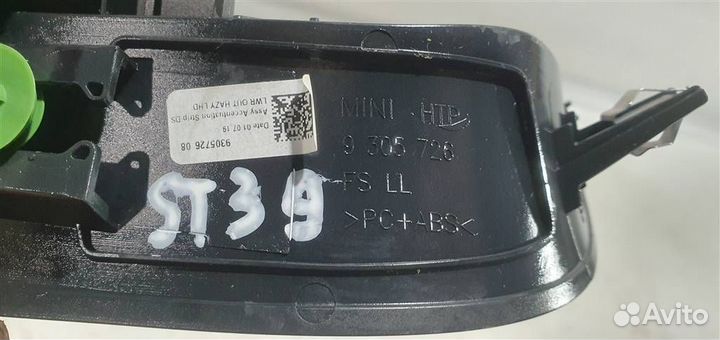 MINI HTP
9 305 726
FS LL
>PC+ABS<
9305726 08
Date 01 07 19
Assy Accentuation Strip DS
LWR OUT HAZY LHD
ST39
Avito